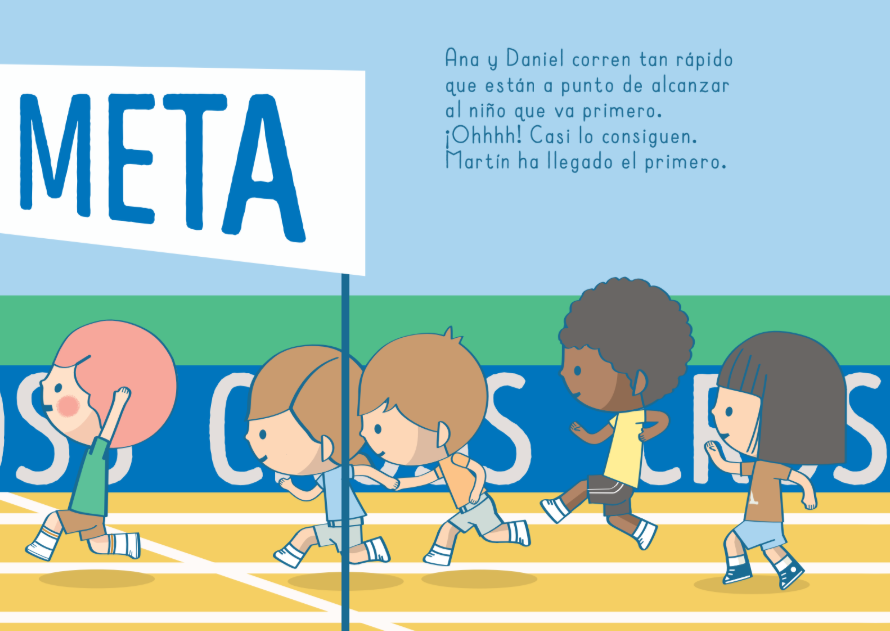 META
Ana y Daniel corren tan rápido
que están a punto de alcanzar
al niño que va primero.
¡Ohhhh! Casi lo consiguen.
Martín ha llegado el primero.